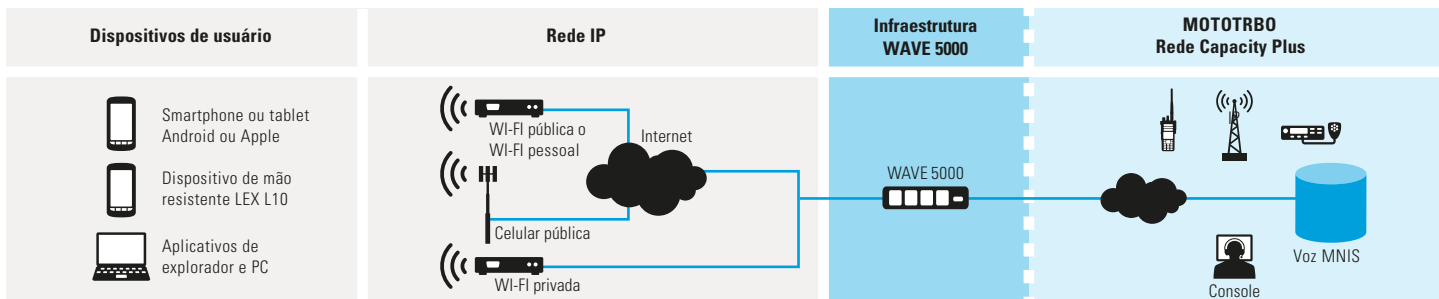 Dispositivos de usuário
Rede IP
Infraestrutura
WAVE 5000
MOTOTRBO
Rede Capacity Plus
Smartphone ou tablet
Android ou Apple
Dispositivo de mão
resistente LEX L10
Aplicativos de
explorador e PC
WI-FI pública o
WI-FI pessoal
Internet
Celular pública
WI-FI privada
WAVE 5000
IP
Voz MNIS
Console